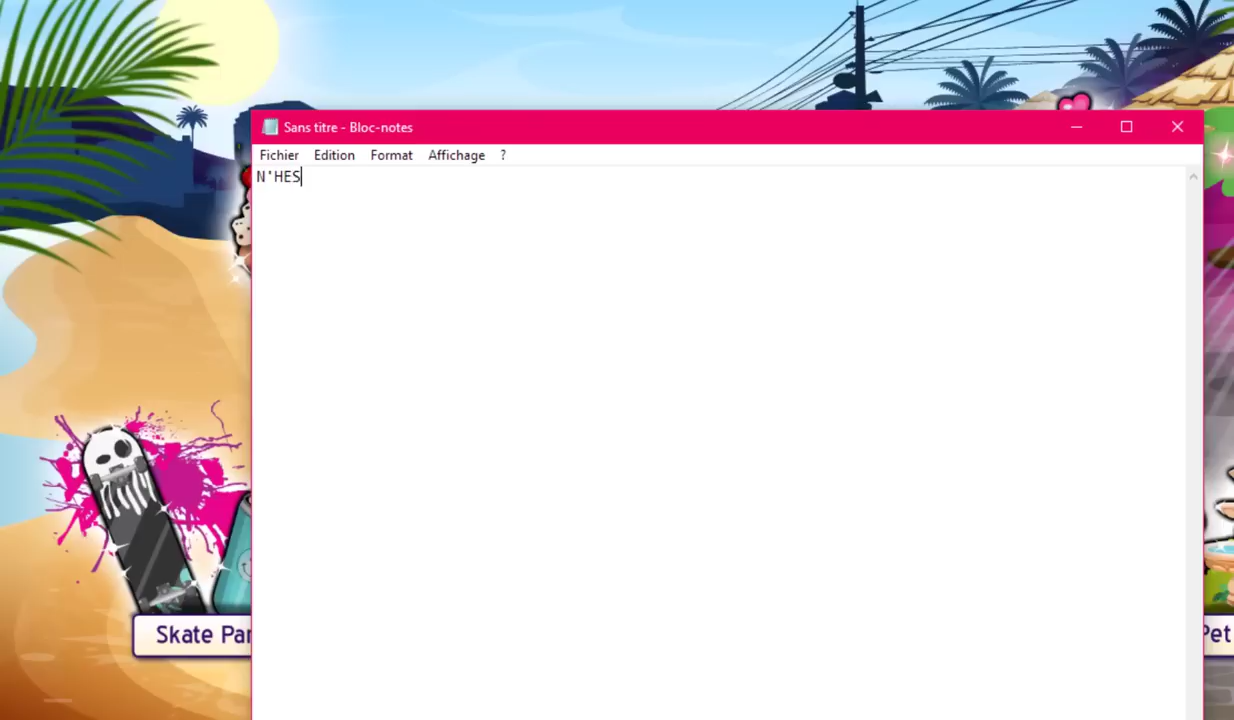 Sans titre - Bloc-notes
Fichier Edition Format Affichage ?
N'HES
Skate Par
Pet